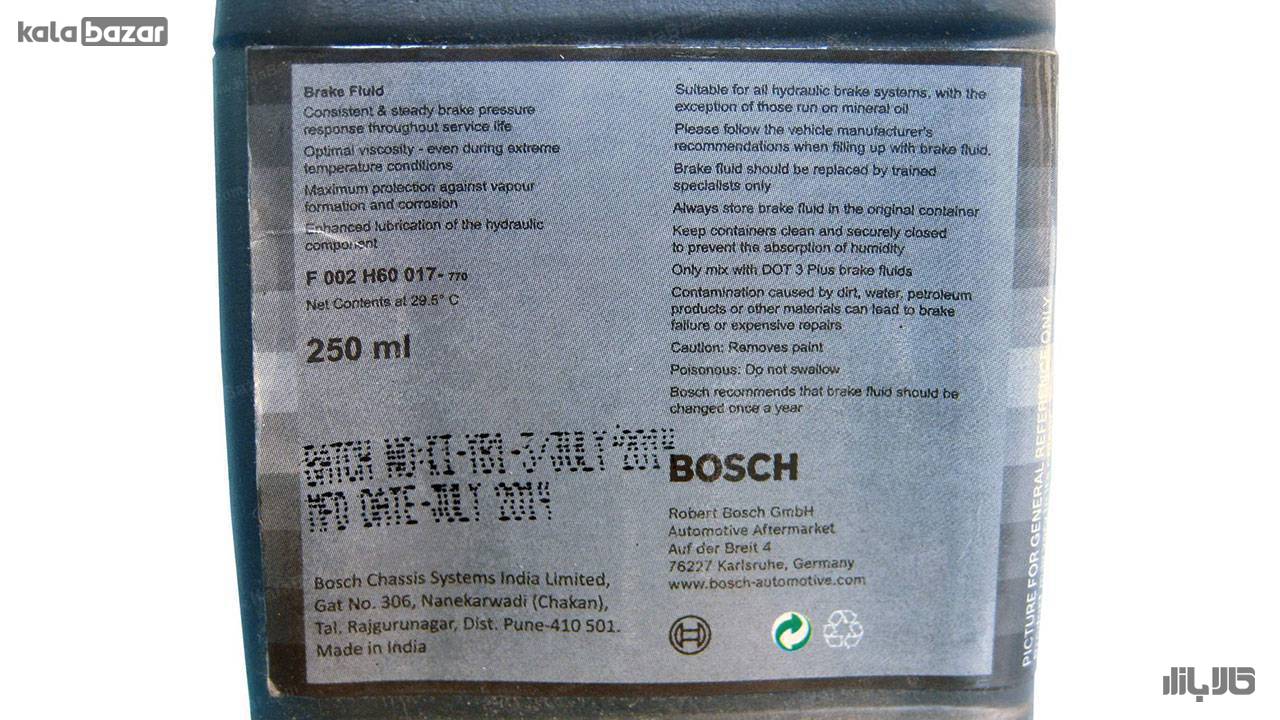 kala bazar
Brake Fluid
Consistent & steady brake pressure
response throughout service life
Optimal viscosity - even during extreme
temperature conditions
Maximum protection against vapour
formation and corrosion
Enhanced lubrication of the hydraulic
component
F 002 H60 017- 770
Net Contents at 29.5° C
250 ml
BATCH NO-CI-
MFD DATE-JULY 2014
Bosch Chassis Systems India Limited,
Gat No. 306, Nanekarwadi (Chakan),
Tal. Rajgurunagar, Dist. Pune-410 501.
Made in India
Suitable for all hydraulic brake systems, with the
exception of those run on mineral oil
Please follow the vehicle manufacturer's
recommendations when filling up with brake fluid.
Brake fluid should be replaced by trained
specialists only
Always store brake fluid in the original container
Keep containers clean and securely closed
to prevent the absorption of humidity
Only mix with DOT 3 Plus brake fluids
Contamination caused by dirt, water, petroleum
products or other materials can lead to brake
failure or expensive repairs
Caution: Removes paint
Poisonous: Do not swallow
Bosch recommends that brake fluid should be
changed once a year
BOSCH
Robert Bosch GmbH
Automotive Aftermarket
Auf der Breit 4
76227 Karlsruhe, Germany
www.bosch-automotive.com
PICTURE FOR GENERAL REFERENCE ONLY
کالابازار